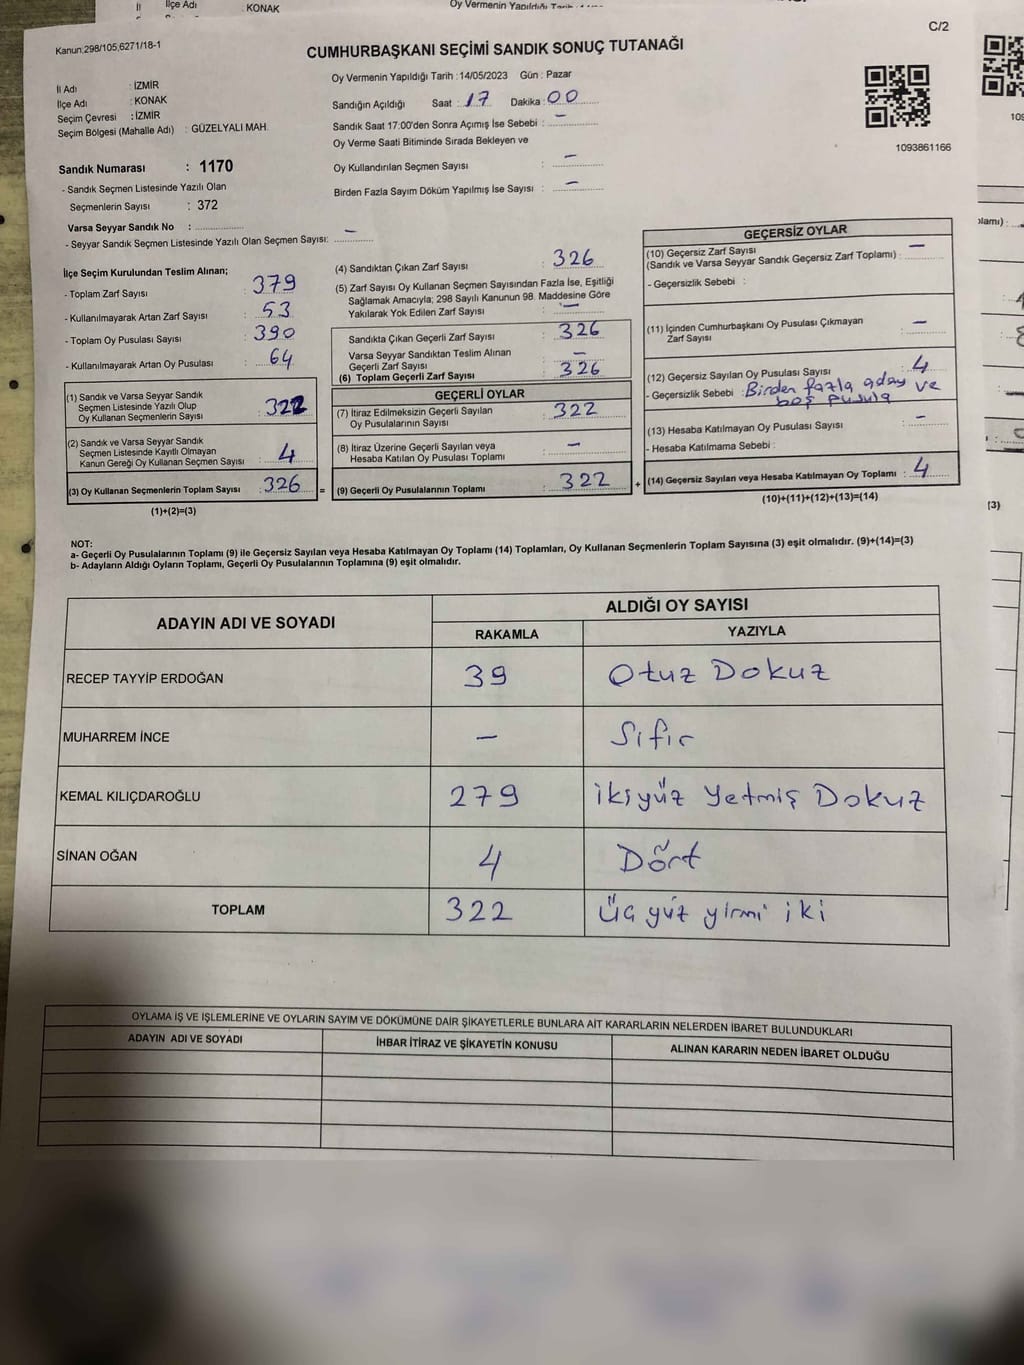 İlçe Adı
: KONAK
Oy Vermenin Yapıldığı Tarih
C/2
Kanun:298/105,6271/18-1
CUMHURBAŞKANI SEÇİMİ SANDIK SONUÇ TUTANAĞI
Oy Vermenin Yapıldığı Tarih :14/05/2023 Gün : Pazar
İl Adı : İZMİR
İlçe Adı : KONAK
Seçim Çevresi : İZMİR
Seçim Bölgesi (Mahalle Adı) : GÜZELYALI MAH.
Sandığın Açıldığı Saat : 17 Dakika : 00
Sandık Saat 17:00'den Sonra Açımış İse Sebebi : —
Oy Verme Saati Bitiminde Sırada Bekleyen ve
Oy Kullandırılan Seçmen Sayısı : —
Birden Fazla Sayım Döküm Yapılmış İse Sayısı : —
1093861166
Sandık Numarası : 1170
- Sandık Seçmen Listesinde Yazılı Olan
Seçmenlerin Sayısı : 372
Varsa Seyyar Sandık No :
- Seyyar Sandık Seçmen Listesinde Yazılı Olan Seçmen Sayısı: —
İlçe Seçim Kurulundan Teslim Alınan;
- Toplam Zarf Sayısı : 379
- Kullanılmayarak Artan Zarf Sayısı : 53
- Toplam Oy Pusulası Sayısı : 390
- Kullanılmayarak Artan Oy Pusulası : 64
(1) Sandık ve Varsa Seyyar Sandık
Seçmen Listesinde Yazılı Olup
Oy Kullanan Seçmenlerin Sayısı : 322
(2) Sandık ve Varsa Seyyar Sandık
Seçmen Listesinde Kayıtlı Olmayan
Kanun Gereği Oy Kullanan Seçmen Sayısı : 4
(3) Oy Kullanan Seçmenlerin Toplam Sayısı : 326 =
(1)+(2)=(3)
(4) Sandıktan Çıkan Zarf Sayısı : 326
(5) Zarf Sayısı Oy Kullanan Seçmen Sayısından Fazla İse, Eşitliği
Sağlamak Amacıyla; 298 Sayılı Kanunun 98. Maddesine Göre
Yakılarak Yok Edilen Zarf Sayısı : —
Sandıkta Çıkan Geçerli Zarf Sayısı : 326
Varsa Seyyar Sandıktan Teslim Alınan
Geçerli Zarf Sayısı : —
(6) Toplam Geçerli Zarf Sayısı : 326
GEÇERLİ OYLAR
(7) İtiraz Edilmeksizin Geçerli Sayılan
Oy Pusulalarının Sayısı : 322
(8) İtiraz Üzerine Geçerli Sayılan veya
Hesaba Katılan Oy Pusulası Toplamı : —
(9) Geçerli Oy Pusulalarının Toplamı : 322 +
GEÇERSİZ OYLAR
(10) Geçersiz Zarf Sayısı
(Sandık ve Varsa Seyyar Sandık Geçersiz Zarf Toplamı) : —
- Geçersizlik Sebebi :
(11) İçinden Cumhurbaşkanı Oy Pusulası Çıkmayan
Zarf Sayısı : —
(12) Geçersiz Sayılan Oy Pusulası Sayısı : 4
- Geçersizlik Sebebi : Birden fazla aday ve
boş pusula
(13) Hesaba Katılmayan Oy Pusulası Sayısı : —
- Hesaba Katılmama Sebebi :
(14) Geçersiz Sayılan veya Hesaba Katılmayan Oy Toplamı : 4
(10)+(11)+(12)+(13)=(14)
(3)
NOT:
a- Geçerli Oy Pusulalarının Toplamı (9) ile Geçersiz Sayılan veya Hesaba Katılmayan Oy Toplamı (14) Toplamları, Oy Kullanan Seçmenlerin Toplam Sayısına (3) eşit olmalıdır. (9)+(14)=(3)
b- Adayların Aldığı Oyların Toplamı, Geçerli Oy Pusulalarının Toplamına (9) eşit olmalıdır.
ADAYIN ADI VE SOYADI
ALDIĞI OY SAYISI
RAKAMLA YAZIYLA
RECEP TAYYİP ERDOĞAN 39 Otuz Dokuz
MUHARREM İNCE — Sıfır
KEMAL KILIÇDAROĞLU 279 ikiyüz Yetmiş Dokuz
SİNAN OĞAN 4 Dört
TOPLAM 322 üç yüz yirmi iki
OYLAMA İŞ VE İŞLEMLERİNE VE OYLARIN SAYIM VE DÖKÜMÜNE DAİR ŞİKAYETLERLE BUNLARA AİT KARARLARIN NELERDEN İBARET BULUNDUKLARI
ADAYIN ADI VE SOYADI İHBAR İTİRAZ VE ŞİKAYETİN KONUSU ALINAN KARARIN NEDEN İBARET OLDUĞU